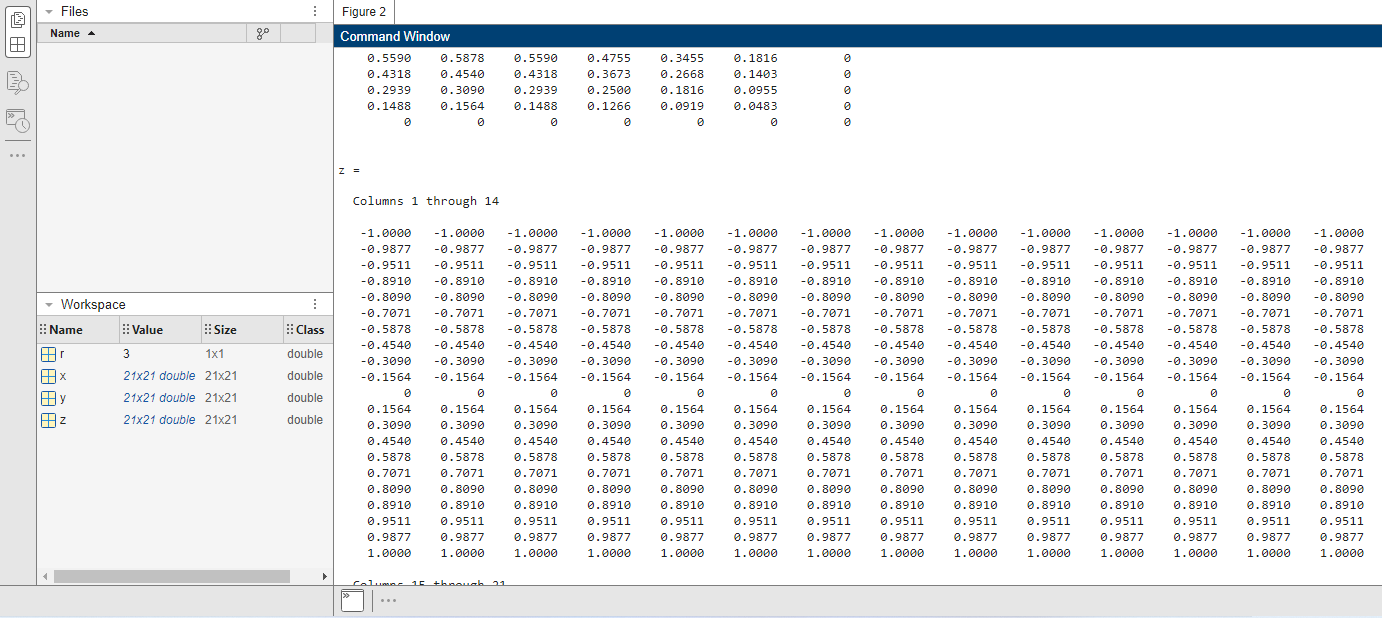 Files
Name
Workspace
Name Value Size Class
r 3 1x1 double
x 21x21 double 21x21 double
y 21x21 double 21x21 double
z 21x21 double 21x21 double
Figure 2
Command Window
0.5590 0.5878 0.5590 0.4755 0.3455 0.1816 0
0.4318 0.4540 0.4318 0.3673 0.2668 0.1403 0
0.2939 0.3090 0.2939 0.2500 0.1816 0.0955 0
0.1488 0.1564 0.1488 0.1266 0.0919 0.0483 0
0 0 0 0 0 0 0
z =
Columns 1 through 14
-1.0000 -1.0000 -1.0000 -1.0000 -1.0000 -1.0000 -1.0000 -1.0000 -1.0000 -1.0000 -1.0000 -1.0000 -1.0000 -1.0000
-0.9877 -0.9877 -0.9877 -0.9877 -0.9877 -0.9877 -0.9877 -0.9877 -0.9877 -0.9877 -0.9877 -0.9877 -0.9877 -0.9877
-0.9511 -0.9511 -0.9511 -0.9511 -0.9511 -0.9511 -0.9511 -0.9511 -0.9511 -0.9511 -0.9511 -0.9511 -0.9511 -0.9511
-0.8910 -0.8910 -0.8910 -0.8910 -0.8910 -0.8910 -0.8910 -0.8910 -0.8910 -0.8910 -0.8910 -0.8910 -0.8910 -0.8910
-0.8090 -0.8090 -0.8090 -0.8090 -0.8090 -0.8090 -0.8090 -0.8090 -0.8090 -0.8090 -0.8090 -0.8090 -0.8090 -0.8090
-0.7071 -0.7071 -0.7071 -0.7071 -0.7071 -0.7071 -0.7071 -0.7071 -0.7071 -0.7071 -0.7071 -0.7071 -0.7071 -0.7071
-0.5878 -0.5878 -0.5878 -0.5878 -0.5878 -0.5878 -0.5878 -0.5878 -0.5878 -0.5878 -0.5878 -0.5878 -0.5878 -0.5878
-0.4540 -0.4540 -0.4540 -0.4540 -0.4540 -0.4540 -0.4540 -0.4540 -0.4540 -0.4540 -0.4540 -0.4540 -0.4540 -0.4540
-0.3090 -0.3090 -0.3090 -0.3090 -0.3090 -0.3090 -0.3090 -0.3090 -0.3090 -0.3090 -0.3090 -0.3090 -0.3090 -0.3090
-0.1564 -0.1564 -0.1564 -0.1564 -0.1564 -0.1564 -0.1564 -0.1564 -0.1564 -0.1564 -0.1564 -0.1564 -0.1564 -0.1564
0 0 0 0 0 0 0 0 0 0 0 0 0 0
0.1564 0.1564 0.1564 0.1564 0.1564 0.1564 0.1564 0.1564 0.1564 0.1564 0.1564 0.1564 0.1564 0.1564
0.3090 0.3090 0.3090 0.3090 0.3090 0.3090 0.3090 0.3090 0.3090 0.3090 0.3090 0.3090 0.3090 0.3090
0.4540 0.4540 0.4540 0.4540 0.4540 0.4540 0.4540 0.4540 0.4540 0.4540 0.4540 0.4540 0.4540 0.4540
0.5878 0.5878 0.5878 0.5878 0.5878 0.5878 0.5878 0.5878 0.5878 0.5878 0.5878 0.5878 0.5878 0.5878
0.7071 0.7071 0.7071 0.7071 0.7071 0.7071 0.7071 0.7071 0.7071 0.7071 0.7071 0.7071 0.7071 0.7071
0.8090 0.8090 0.8090 0.8090 0.8090 0.8090 0.8090 0.8090 0.8090 0.8090 0.8090 0.8090 0.8090 0.8090
0.8910 0.8910 0.8910 0.8910 0.8910 0.8910 0.8910 0.8910 0.8910 0.8910 0.8910 0.8910 0.8910 0.8910
0.9511 0.9511 0.9511 0.9511 0.9511 0.9511 0.9511 0.9511 0.9511 0.9511 0.9511 0.9511 0.9511 0.9511
0.9877 0.9877 0.9877 0.9877 0.9877 0.9877 0.9877 0.9877 0.9877 0.9877 0.9877 0.9877 0.9877 0.9877
1.0000 1.0000 1.0000 1.0000 1.0000 1.0000 1.0000 1.0000 1.0000 1.0000 1.0000 1.0000 1.0000 1.0000
Columns 15 through 21